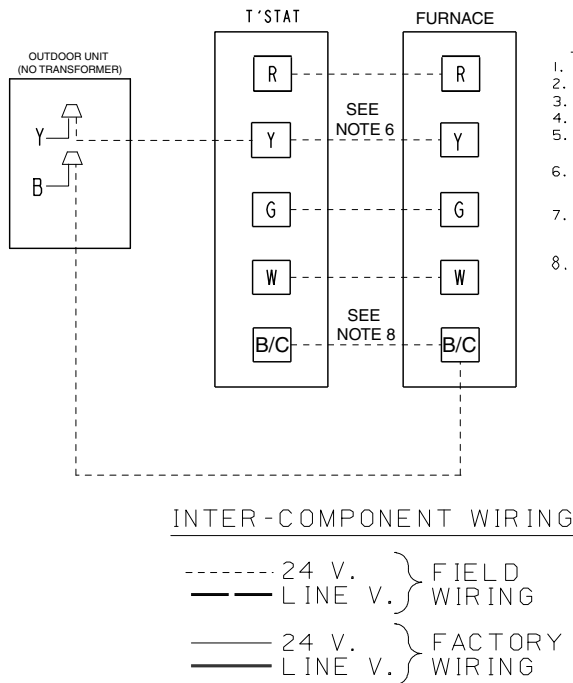 T'STAT
FURNACE
OUTDOOR UNIT
(NO TRANSFORMER)
Y
B
R
R
SEE
NOTE 6
Y
Y
G
G
W
W
SEE
NOTE 8
B/C
B/C
1.
2.
3.
4.
5.
6.
7.
8.
INTER-COMPONENT WIRING
24 V.
LINE V.
FIELD
WIRING
24 V.
LINE V.
FACTORY
WIRING